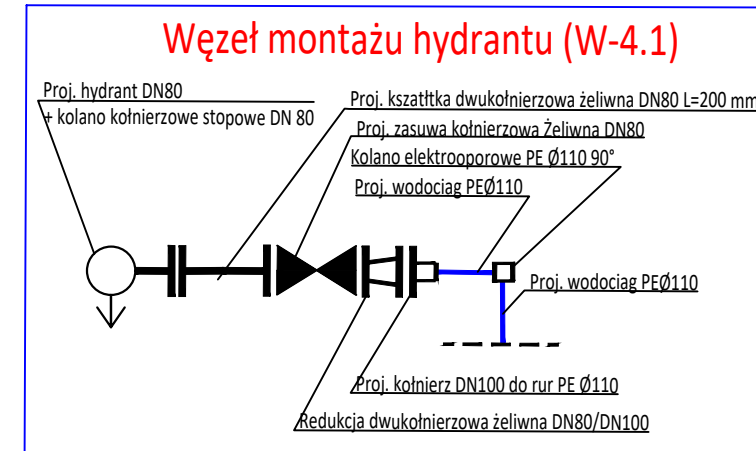 Węzeł montażu hydrantu (W-4.1)
Proj. hydrant DN80
+ kolano kołnierzowe stopowe DN 80
Proj. kszatłtka dwukołnierzowa żeliwna DN80 L=200 mm
Proj. zasuwa kołnierzowa Żeliwna DN80
Kolano elektrooporowe PE Ø110 90°
Proj. wodociag PEØ110
Proj. wodociag PEØ110
Proj. kołnierz DN100 do rur PE Ø110
Redukcja dwukołnierzowa żeliwna DN80/DN100